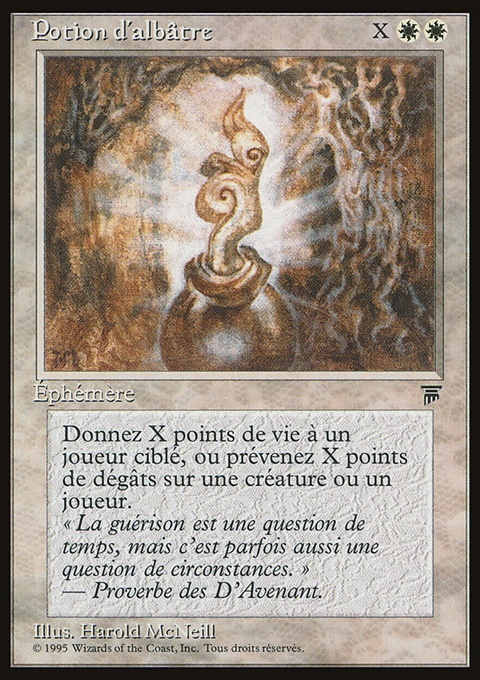 Potion d'albâtre X
Éphémère
Donnez X points de vie à un
joueur ciblé, ou prévenez X points
de dégâts sur une créature ou un
joueur.
« La guérison est une question de
temps, mais c'est parfois aussi une
question de circonstances. »
— Proverbe des D'Avenant.
Illus. Harold McNeill
© 1995 Wizards of the Coast, Inc. Tous droits réservés.